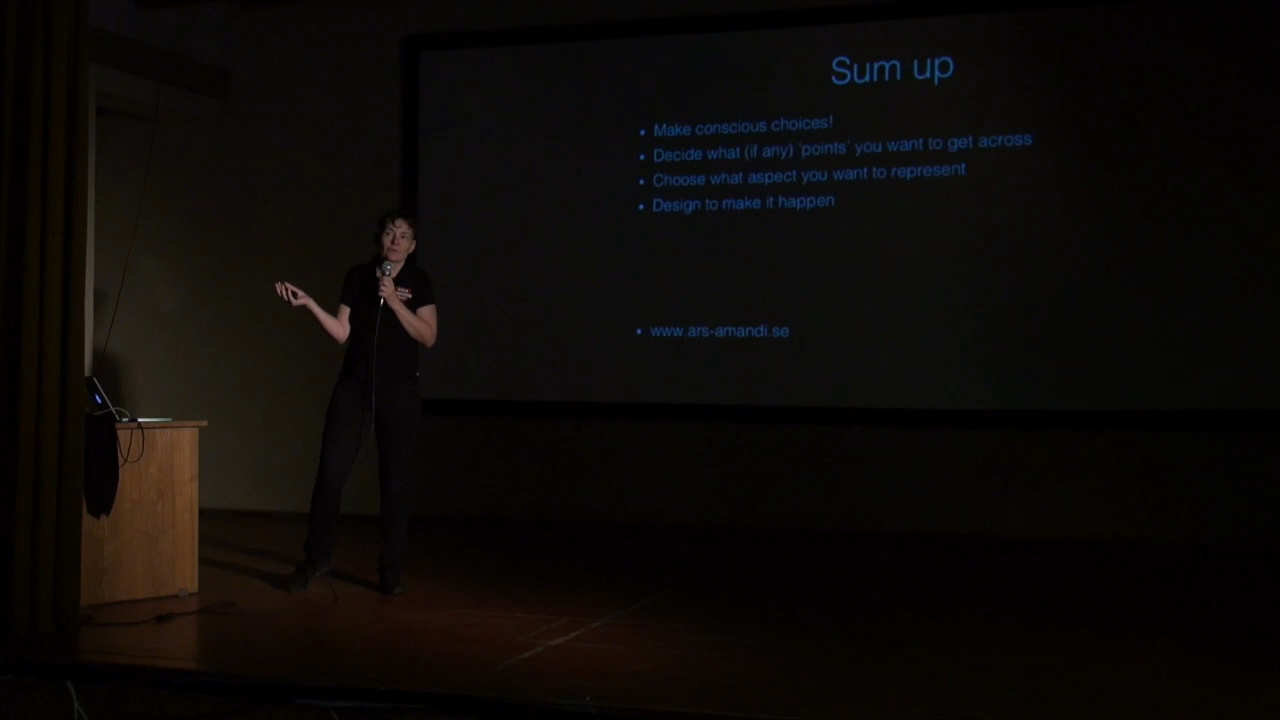 Sum up
• Make conscious choices!
• Decide what (if any) 'points' you want to get across
• Choose what aspect you want to represent
• Design to make it happen
• www.ars-amandi.se